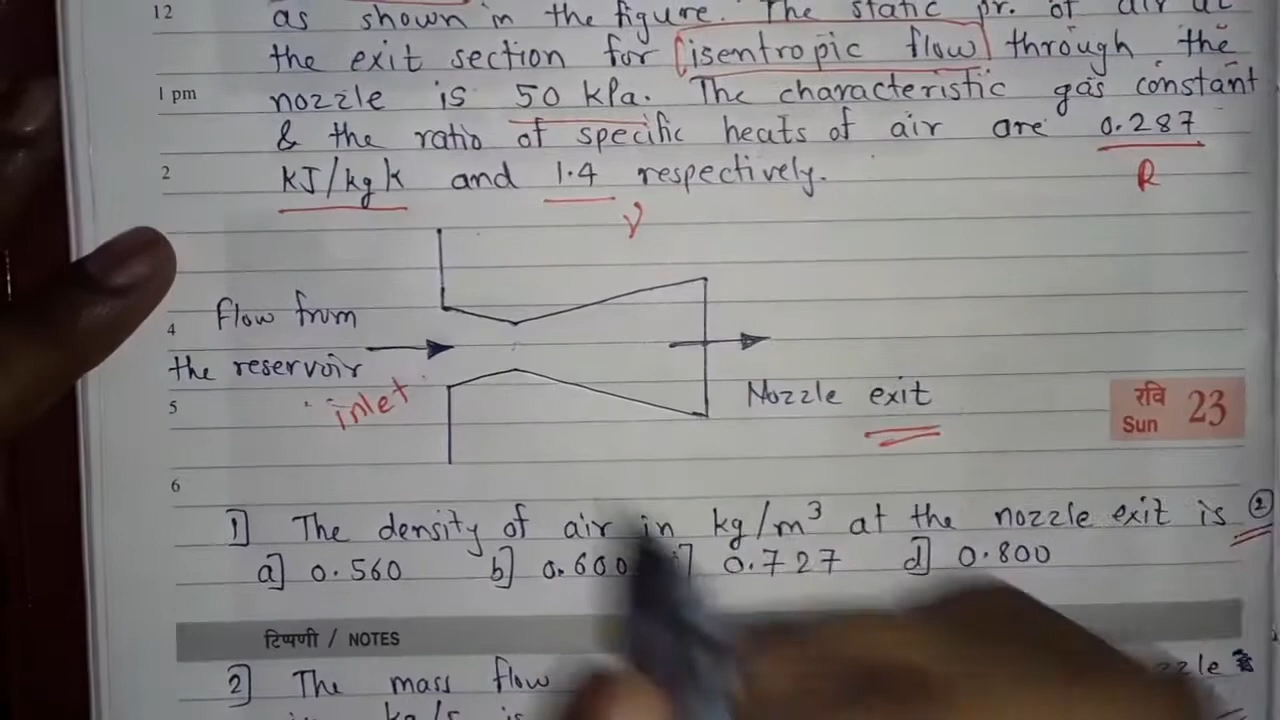 12
as shown in the figure. The static pr. of air at
the exit section for (isentropic flow) through the
1 pm
nozzle is 50 kPa. The characteristic gas constant
& the ratio of specific heats of air are 0.287
2
kJ/kg k and 1.4 respectively.
R
γ
Flow from
4
the reservoir
inlet
5
Nozzle exit
रवि
Sun 23
6
1] The density of air in kg/m³ at the nozzle exit is ②
a] 0.560 b] 0.600 0.727 d] 0.800
टिप्पणी / NOTES
2] The mass flow
kg/s is